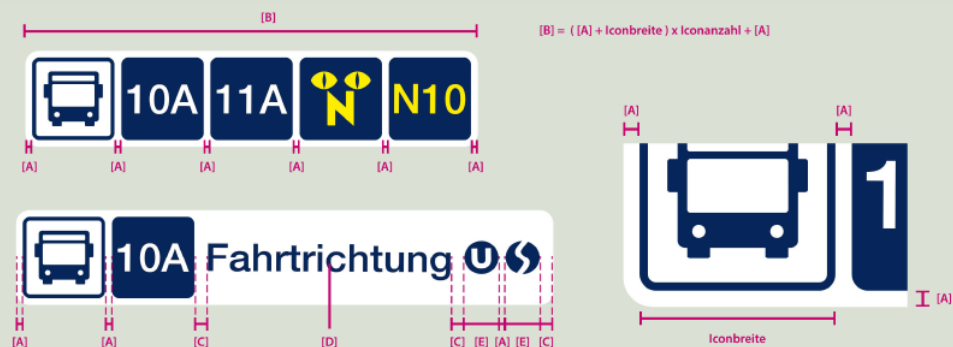 [B]
[B] = ( [A] + Iconbreite ) x Iconanzahl + [A]
10A 11A N N10
[A] [A] [A] [A] [A] [A]
[A] [A]
1
[A]
Iconbreite
10A Fahrtrichtung U S
[A] [A] [C] [D] [C] [E] [A] [E] [C]